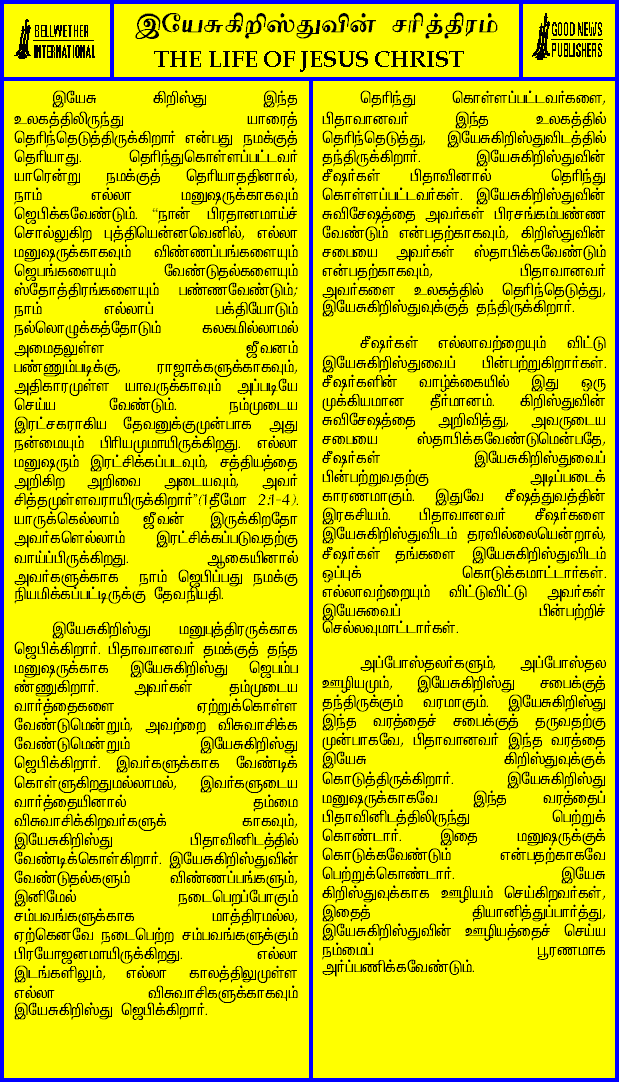 BELLWETHER
INTERNATIONAL
இயேசுகிறிஸ்துவின் சரித்திரம்
THE LIFE OF JESUS CHRIST
GOOD NEWS
PUBLISHERS
இயேசு கிறிஸ்து இந்த
உலகத்திலிருந்து யாரைத்
தெரிந்தெடுத்திருக்கிறார் என்பது நமக்குத்
தெரியாது. தெரிந்துகொள்ளப்பட்டவர்
யாரென்று நமக்குத் தெரியாததினால்,
நாம் எல்லா மனுஷருக்காகவும்
ஜெபிக்கவேண்டும். “நான் பிரதானமாய்ச்
சொல்லுகிற புத்தியென்னவெனில், எல்லா
மனுஷருக்காகவும் விண்ணப்பங்களையும்
ஜெபங்களையும் வேண்டுதல்களையும்
ஸ்தோத்திரங்களையும் பண்ணவேண்டும்;
நாம் எல்லாப் பக்தியோடும்
நல்லொழுக்கத்தோடும் கலகமில்லாமல்
அமைதலுள்ள ஜீவனம்
பண்ணும்படிக்கு, ராஜாக்களுக்காகவும்,
அதிகாரமுள்ள யாவருக்காவும் அப்படியே
செய்ய வேண்டும். நம்முடைய
இரட்சகராகிய தேவனுக்குமுன்பாக அது
நன்மையும் பிரியமுமாயிருக்கிறது. எல்லா
மனுஷரும் இரட்சிக்கப்படவும், சத்தியத்தை
அறிகிற அறிவை அடையவும், அவர்
சித்தமுள்ளவராயிருக்கிறார்”(1தீமோ 2:1-4).
யாருக்கெல்லாம் ஜீவன் இருக்கிறதோ
அவர்களெல்லாம் இரட்சிக்கப்படுவதற்கு
வாய்ப்பிருக்கிறது. ஆகையினால்
அவர்களுக்காக நாம் ஜெபிப்பது நமக்கு
நியமிக்கப்பட்டிருக்கு தேவநியதி.
இயேசுகிறிஸ்து மனுபுத்திரருக்காக
ஜெபிக்கிறார். பிதாவானவர் தமக்குத் தந்த
மனுஷருக்காக இயேசுகிறிஸ்து ஜெபம்ப
ண்ணுகிறார். அவர்கள் தம்முடைய
வார்த்தைகளை ஏற்றுக்கொள்ள
வேண்டுமென்றும், அவற்றை விசுவாசிக்க
வேண்டுமென்றும் இயேசுகிறிஸ்து
ஜெபிக்கிறார். இவர்களுக்காக வேண்டிக்
கொள்ளுகிறதுமல்லாமல், இவர்களுடைய
வார்த்தையினால் தம்மை
விசுவாசிக்கிறவர்களுக் காகவும்,
இயேசுகிறிஸ்து பிதாவினிடத்தில்
வேண்டிக்கொள்கிறார். இயேசுகிறிஸ்துவின்
வேண்டுதல்களும் விண்ணப்பங்களும்,
இனிமேல் நடைபெறப்போகும்
சம்பவங்களுக்காக மாத்திரமல்ல,
ஏற்கெனவே நடைபெற்ற சம்பவங்களுக்கும்
பிரயோஜனமாயிருக்கிறது. எல்லா
இடங்களிலும், எல்லா காலத்திலுமுள்ள
எல்லா விசுவாசிகளுக்காகவும்
இயேசுகிறிஸ்து ஜெபிக்கிறார்.
தெரிந்து கொள்ளப்பட்டவர்களை,
பிதாவானவர் இந்த உலகத்தில்
தெரிந்தெடுத்து, இயேசுகிறிஸ்துவிடத்தில்
தந்திருக்கிறார். இயேசுகிறிஸ்துவின்
சீஷர்கள் பிதாவினால் தெரிந்து
கொள்ளப்பட்டவர்கள். இயேசுகிறிஸ்துவின்
சுவிசேஷத்தை அவர்கள் பிரசங்கம்பண்ண
வேண்டும் என்பதற்காகவும், கிறிஸ்துவின்
சபையை அவர்கள் ஸ்தாபிக்கவேண்டும்
என்பதற்காகவும், பிதாவானவர்
அவர்களை உலகத்தில் தெரிந்தெடுத்து,
இயேசுகிறிஸ்துவுக்குத் தந்திருக்கிறார்.
சீஷர்கள் எல்லாவற்றையும் விட்டு
இயேசுகிறிஸ்துவைப் பின்பற்றுகிறார்கள்.
சீஷர்களின் வாழ்க்கையில் இது ஒரு
முக்கியமான தீர்மானம். கிறிஸ்துவின்
சுவிசேஷத்தை அறிவித்து, அவருடைய
சபையை ஸ்தாபிக்கவேண்டுமென்பதே,
சீஷர்கள் இயேசுகிறிஸ்துவைப்
பின்பற்றுவதற்கு அடிப்படைக்
காரணமாகும். இதுவே சீஷத்துவத்தின்
இரகசியம். பிதாவானவர் சீஷர்களை
இயேசுகிறிஸ்துவிடம் தரவில்லையென்றால்,
சீஷர்கள் தங்களை இயேசுகிறிஸ்துவிடம்
ஒப்புக் கொடுக்கமாட்டார்கள்.
எல்லாவற்றையும் விட்டுவிட்டு அவர்கள்
இயேசுவைப் பின்பற்றிச்
செல்லவுமாட்டார்கள்.
அப்போஸ்தலர்களும், அப்போஸ்தல
ஊழியமும், இயேசுகிறிஸ்து சபைக்குத்
தந்திருக்கும் வரமாகும். இயேசுகிறிஸ்து
இந்த வரத்தைச் சபைக்குத் தருவதற்கு
முன்பாகவே, பிதாவானவர் இந்த வரத்தை
இயேசு கிறிஸ்துவுக்குக்
கொடுத்திருக்கிறார். இயேசுகிறிஸ்து
மனுஷருக்காகவே இந்த வரத்தைப்
பிதாவினிடத்திலிருந்து பெற்றுக்
கொண்டார். இதை மனுஷருக்குக்
கொடுக்கவேண்டும் என்பதற்காகவே
பெற்றுக்கொண்டார். இயேசு
கிறிஸ்துவுக்காக ஊழியம் செய்கிறவர்கள்,
இதைத் தியானித்துப்பார்த்து,
இயேசுகிறிஸ்துவின் ஊழியத்தைச் செய்ய
நம்மைப் பூரணமாக
அர்ப்பணிக்கவேண்டும்.